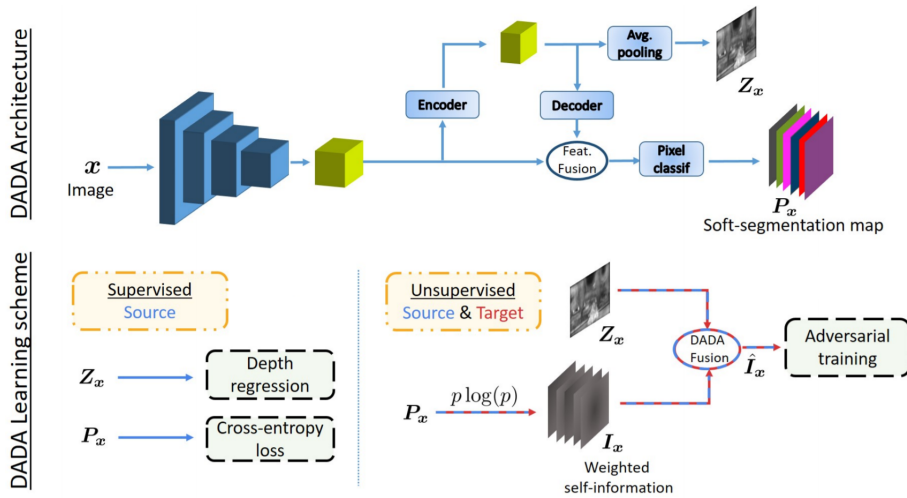 DADA Architecture
x
Image
Encoder
Avg.
pooling
Z_x
Decoder
Feat.
Fusion
Pixel
classif
P_x
Soft-segmentation map
DADA Learning scheme
Supervised
Source
Z_x
Depth
regression
P_x
Cross-entropy
loss
Unsupervised
Source & Target
Z_x
P_x
p log(p)
I_x
Weighted
self-information
DADA
Fusion
Î_x
Adversarial
training